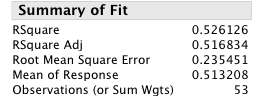 Summary of Fit
RSquare 0.526126
RSquare Adj 0.516834
Root Mean Square Error 0.235451
Mean of Response 0.513208
Observations (or Sum Wgts) 53